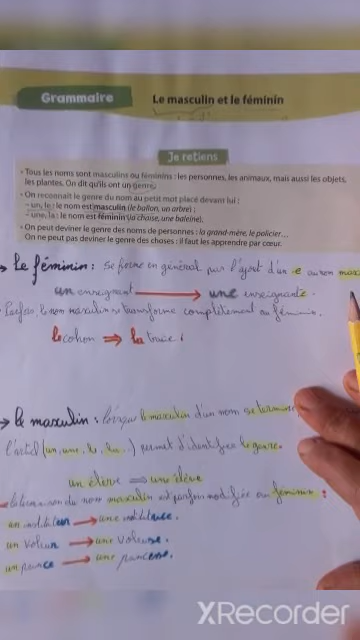 Grammaire
Le masculin et le féminin
Je retiens
• Tous les noms sont masculins ou féminins : les personnes, les animaux, mais aussi les objets,
les plantes. On dit qu'ils ont un genre.
• On reconnaît le genre du nom au petit mot placé devant lui :
– un, le : le nom est masculin (le ballon, un arbre) ;
– une, la : le nom est féminin (la chaise, une baleine).
• On peut deviner le genre des noms de personnes : la grand-mère, le policier…
On ne peut pas deviner le genre des choses : il faut les apprendre par cœur.
→ Le féminin : se forme en général par l'ajout d'un e au nom mas
un enseignant → une enseignante.
Parfois, le nom masculin se transforme complètement au féminin.
le cohon ⇒ la truie.
→ le masculin : lorsque le masculin d'un nom se termine
l'articl (un, une, le, la...) permet d'identifier le genre.
un élève ⇒ une élève
du nom masculin est parfois modifiée au féminin :
un instituteur → une institutrice.
un voleur → une voleuse.
un prince → une princesse.
XRecorder